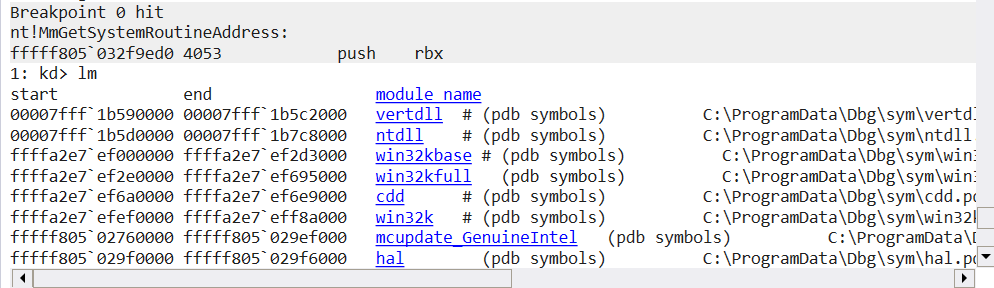 Breakpoint 0 hit
nt!MmGetSystemRoutineAddress:
fffff805`032f9ed0 4053            push    rbx
1: kd> lm
start             end                 module name
00007fff`1b590000 00007fff`1b5c2000   vertdll  # (pdb symbols)          C:\ProgramData\Dbg\sym\vertdl
00007fff`1b5d0000 00007fff`1b7c8000   ntdll    # (pdb symbols)          C:\ProgramData\Dbg\sym\ntdll.
ffffa2e7`ef000000 ffffa2e7`ef2d3000   win32kbase # (pdb symbols)          C:\ProgramData\Dbg\sym\win3
ffffa2e7`ef2e0000 ffffa2e7`ef695000   win32kfull   (pdb symbols)          C:\ProgramData\Dbg\sym\win3
ffffa2e7`ef6a0000 ffffa2e7`ef6e9000   cdd      # (pdb symbols)          C:\ProgramData\Dbg\sym\cdd.pd
ffffa2e7`efef0000 ffffa2e7`eff8a000   win32k   # (pdb symbols)          C:\ProgramData\Dbg\sym\win32k
fffff805`02760000 fffff805`029ef000   mcupdate_GenuineIntel   (pdb symbols)          C:\ProgramData\D
fffff805`029f0000 fffff805`029f6000   hal        (pdb symbols)          C:\ProgramData\Dbg\sym\hal.pd